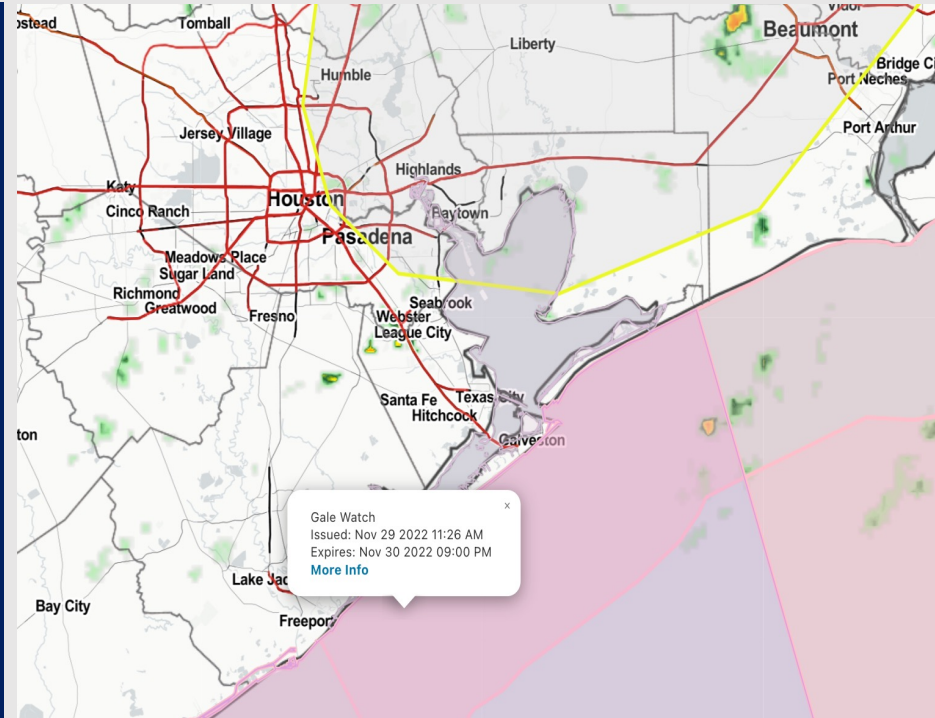 ostead
Tomball
Vidor
Beaumont
Liberty
Bridge Ci
Humble
Port Neches
Jersey Village
Port Arthur
Highlands
Katy
Houston
Cinco Ranch
Baytown
Pasadena
Meadows Place
Sugar Land
Richmond
Greatwood
Seabrook
Fresno
Webster
League City
Santa Fe
Texas City
Hitchcock
ton
Galveston
x
Gale Watch
Issued: Nov 29 2022 11:26 AM
Expires: Nov 30 2022 09:00 PM
More Info
Lake Jac
Bay City
Freeport